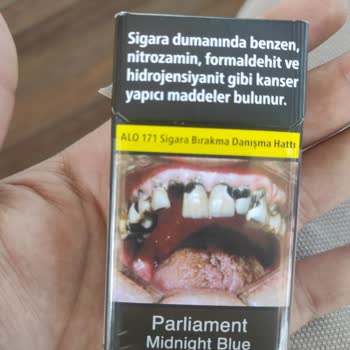 Sigara dumanında benzen,
nitrozamin, formaldehit ve
hidrojensiyanit gibi kanser
yapıcı maddeler bulunur.
ALO 171 Sigara Bırakma Danışma Hattı
Parliament
Midnight Blue